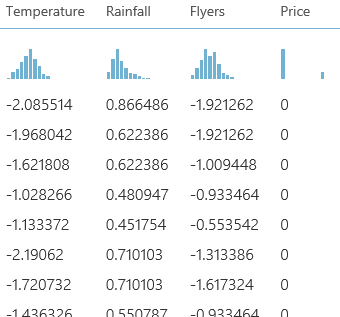 Temperature Rainfall Flyers Price
-2.085514 0.866486 -1.921262 0
-1.968042 0.622386 -1.921262 0
-1.621808 0.622386 -1.009448 0
-1.028266 0.480947 -0.933464 0
-1.133372 0.451754 -0.553542 0
-2.19062 0.710103 -1.313386 0
-1.720732 0.710103 -1.617324 0
-1.436326 0.550787 -0.933464 0